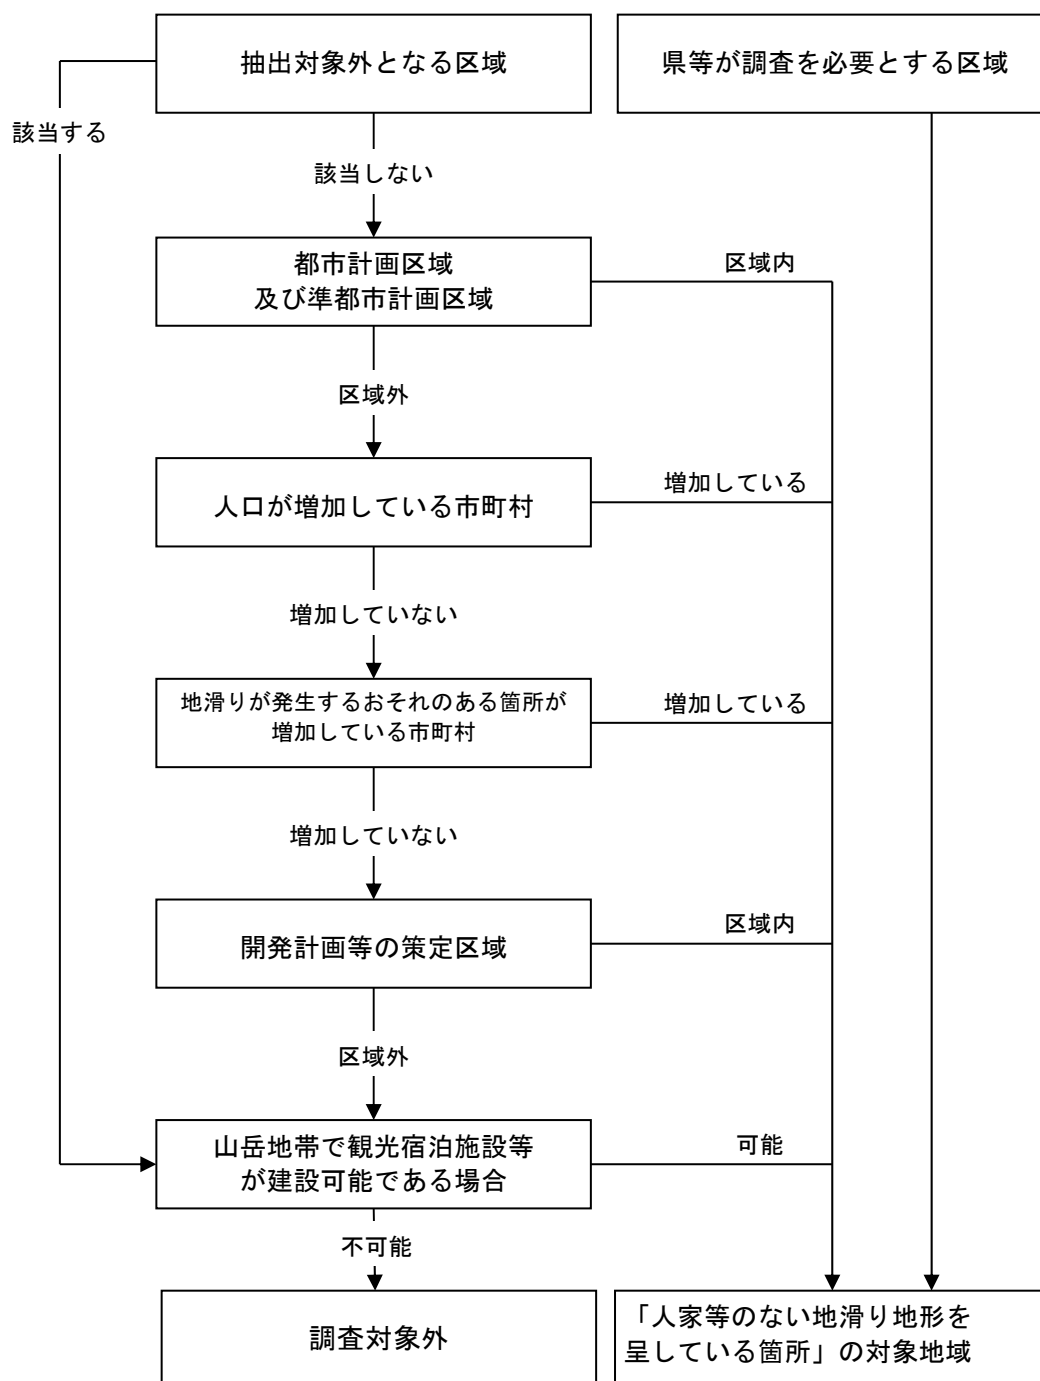 抽出対象外となる区域
県等が調査を必要とする区域
該当する
該当しない
都市計画区域
及び準都市計画区域
区域内
区域外
人口が増加している市町村
増加している
増加していない
地滑りが発生するおそれのある箇所が
増加している市町村
増加している
増加していない
開発計画等の策定区域
区域内
区域外
山岳地帯で観光宿泊施設等
が建設可能である場合
可能
不可能
調査対象外
「人家等のない地滑り地形を
呈している箇所」の対象地域